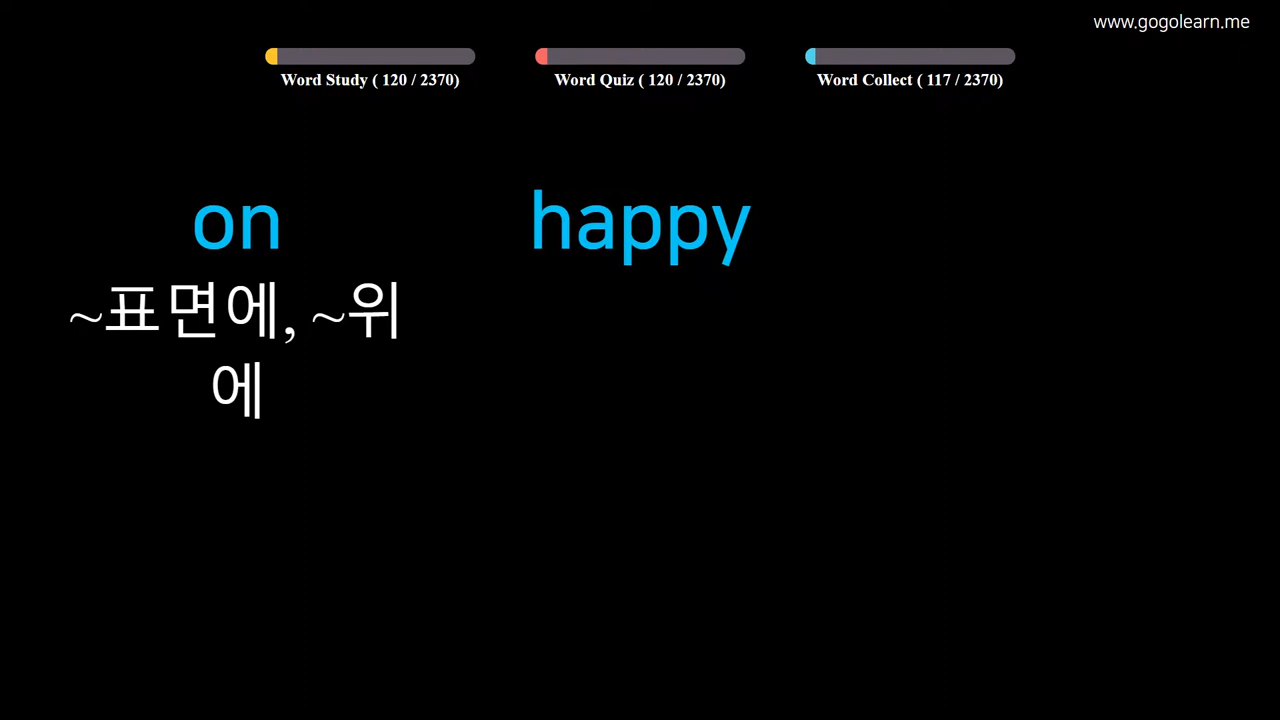 www.gogolearn.me
Word Study ( 120 / 2370)
Word Quiz ( 120 / 2370)
Word Collect ( 117 / 2370)
on
~표면에, ~위
에
happy